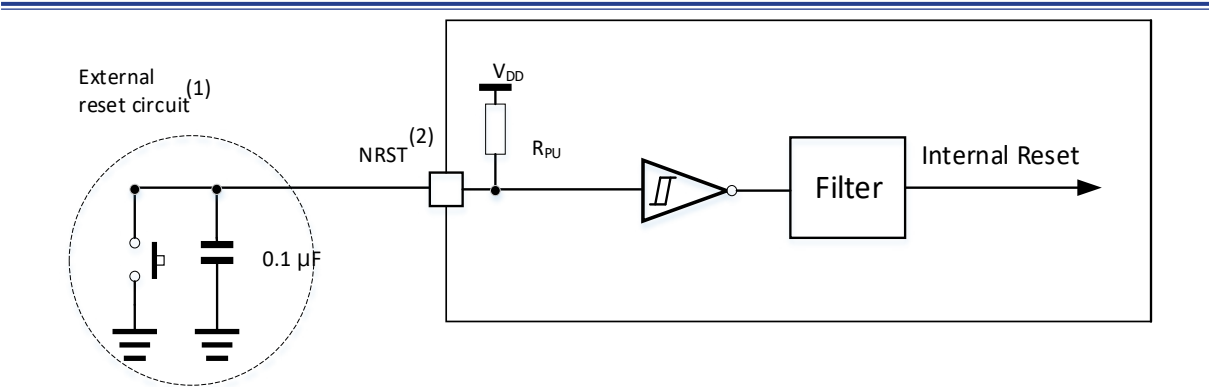 External
reset circuit(1)
VDD
NRST(2)
RPU
Internal Reset
Filter
0.1 µF